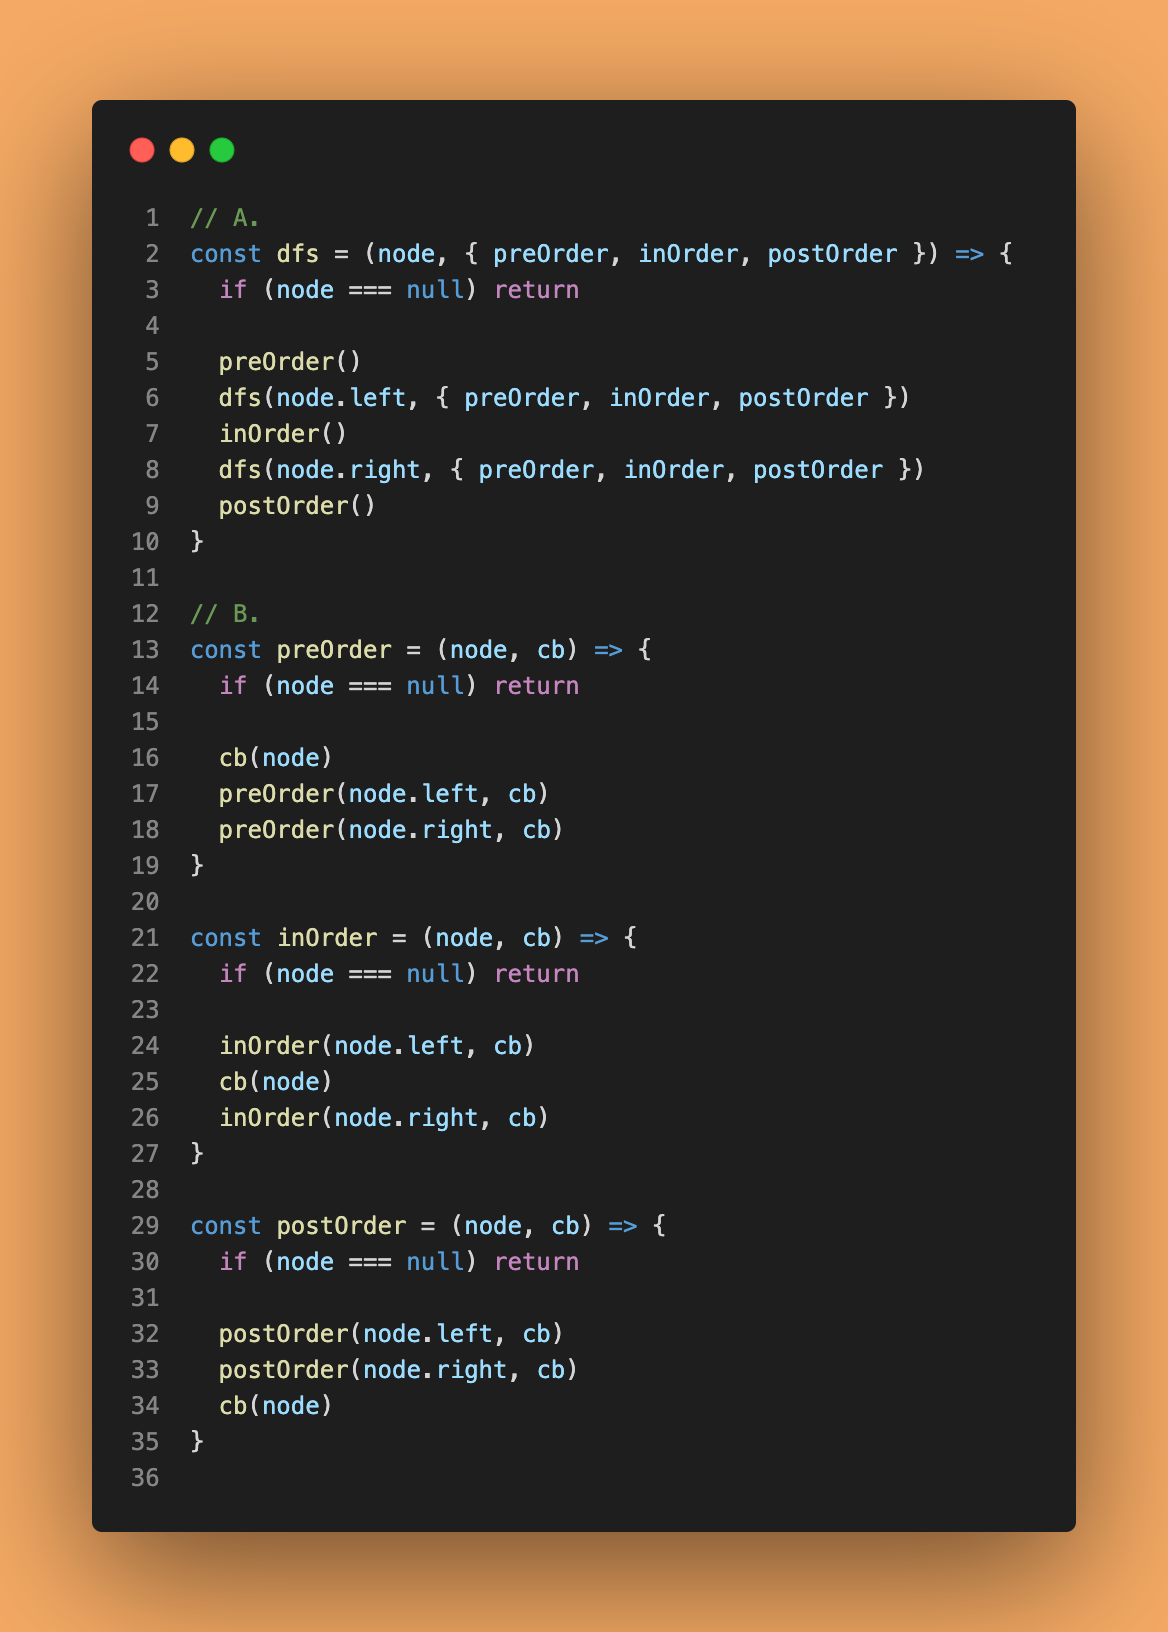 1 // A.
2 const dfs = (node, { preOrder, inOrder, postOrder }) => {
3   if (node === null) return
4
5   preOrder()
6   dfs(node.left, { preOrder, inOrder, postOrder })
7   inOrder()
8   dfs(node.right, { preOrder, inOrder, postOrder })
9   postOrder()
10 }
11
12 // B.
13 const preOrder = (node, cb) => {
14   if (node === null) return
15
16   cb(node)
17   preOrder(node.left, cb)
18   preOrder(node.right, cb)
19 }
20
21 const inOrder = (node, cb) => {
22   if (node === null) return
23
24   inOrder(node.left, cb)
25   cb(node)
26   inOrder(node.right, cb)
27 }
28
29 const postOrder = (node, cb) => {
30   if (node === null) return
31
32   postOrder(node.left, cb)
33   postOrder(node.right, cb)
34   cb(node)
35 }
36